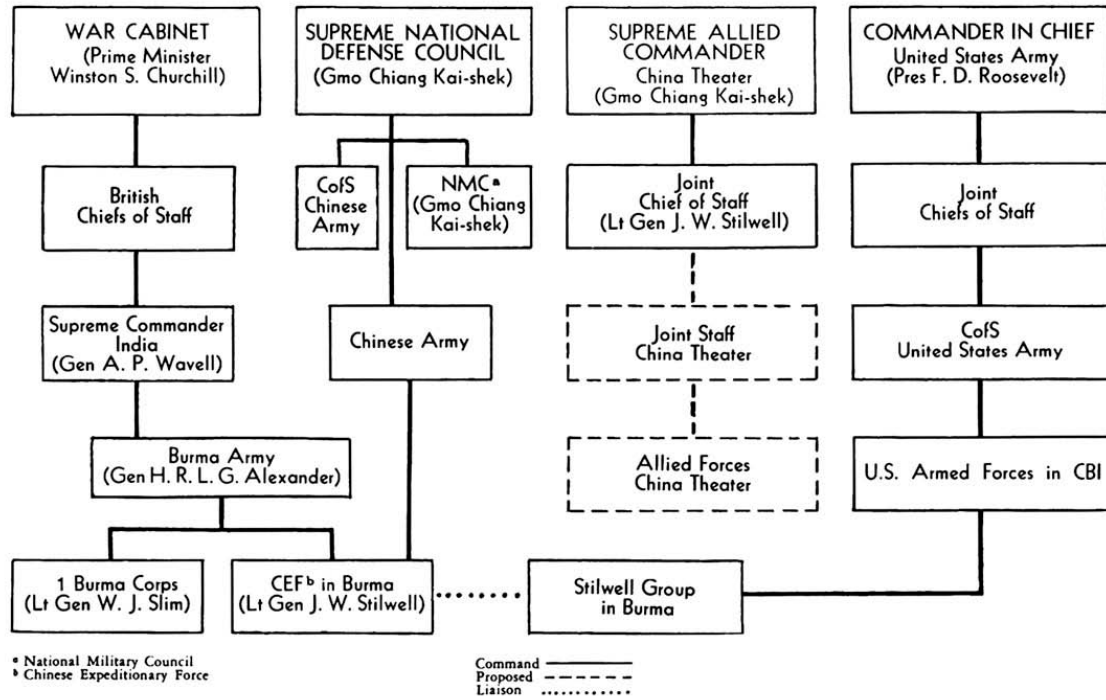 WAR CABINET
(Prime Minister
Winston S. Churchill)
SUPREME NATIONAL
DEFENSE COUNCIL
(Gmo Chiang Kai-shek)
SUPREME ALLIED
COMMANDER
China Theater
(Gmo Chiang Kai-shek)
COMMANDER IN CHIEF
United States Army
(Pres F. D. Roosevelt)
British
Chiefs of Staff
CofS
Chinese
Army
NMCᵃ
(Gmo Chiang
Kai-shek)
Joint
Chief of Staff
(Lt Gen J. W. Stilwell)
Joint
Chiefs of Staff
Supreme Commander
India
(Gen A. P. Wavell)
Chinese Army
Joint Staff
China Theater
CofS
United States Army
Burma Army
(Gen H. R. L. G. Alexander)
Allied Forces
China Theater
U.S. Armed Forces in CBI
1 Burma Corps
(Lt Gen W. J. Slim)
CEFᵇ in Burma
(Lt Gen J. W. Stilwell)
Stilwell Group
in Burma
ᵃ National Military Council
ᵇ Chinese Expeditionary Force
Command
Proposed
Liaison